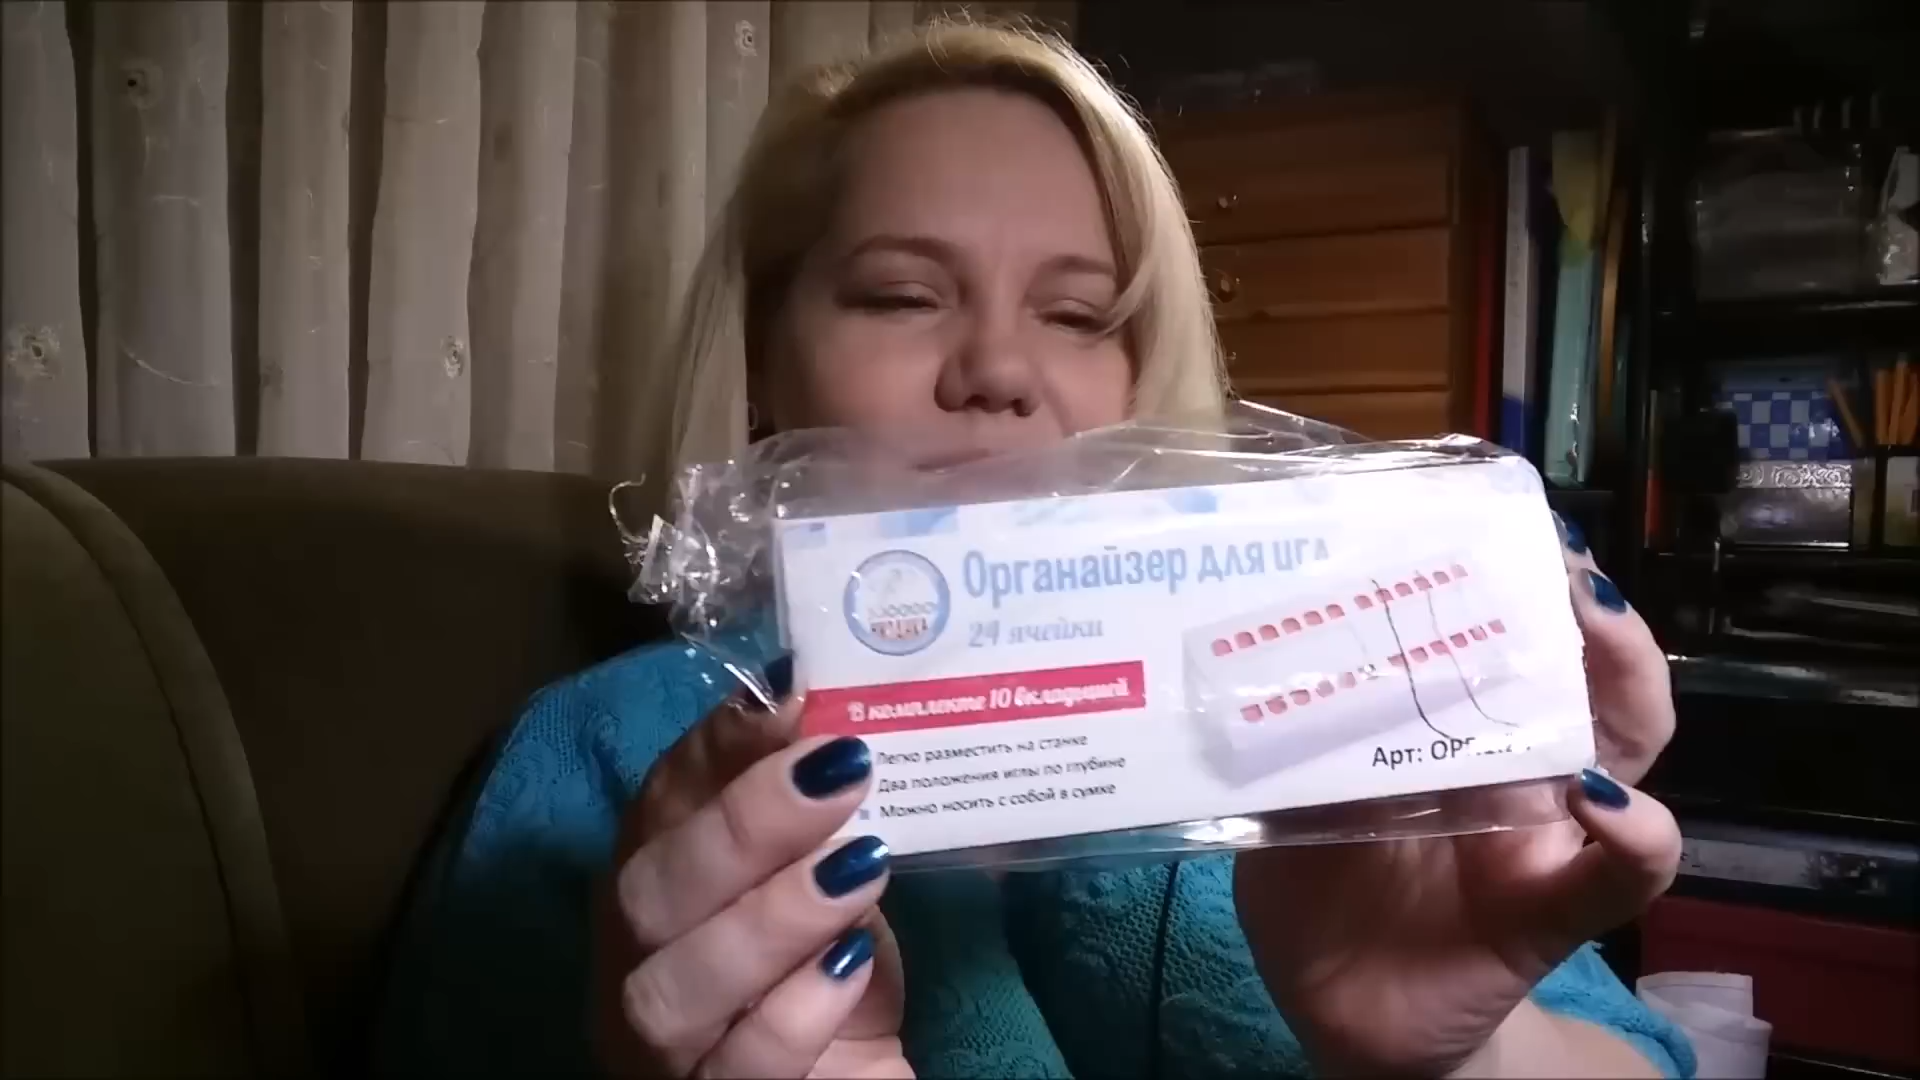 Органайзер для игл
24 ячейки
В комплекте 10 вкладышей
Легко разместить на станке
Два положения иглы по глубине
Можно носить с собой в сумке
Арт: